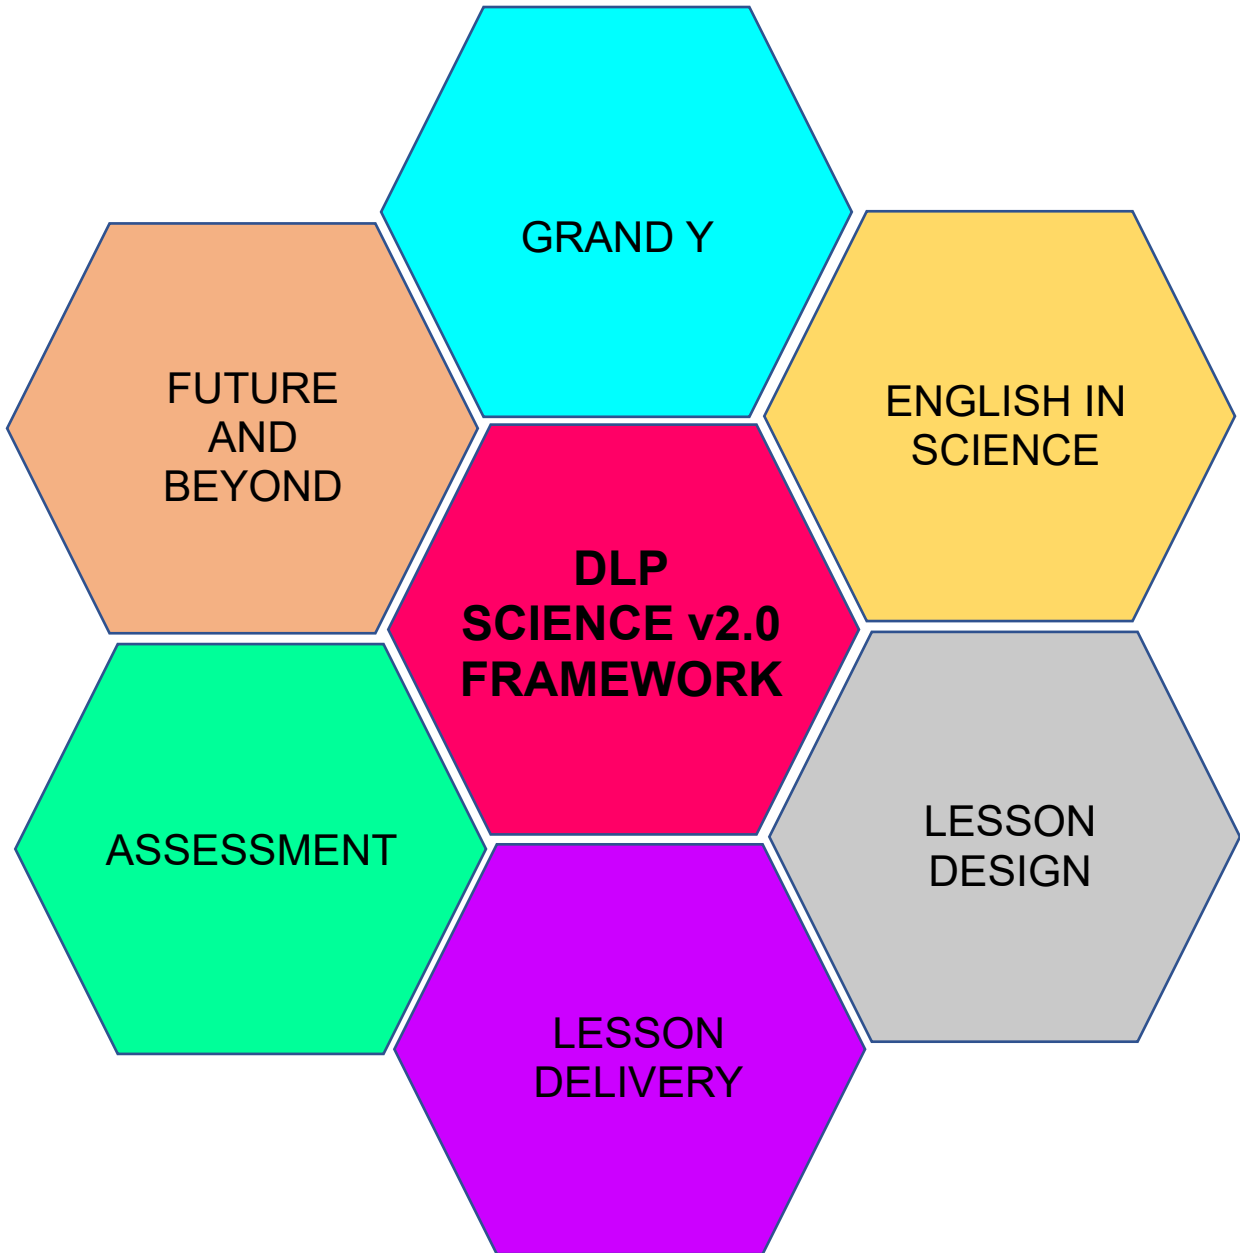 GRAND Y
FUTURE
AND
BEYOND
ENGLISH IN
SCIENCE
DLP
SCIENCE v2.0
FRAMEWORK
ASSESSMENT
LESSON
DESIGN
LESSON
DELIVERY